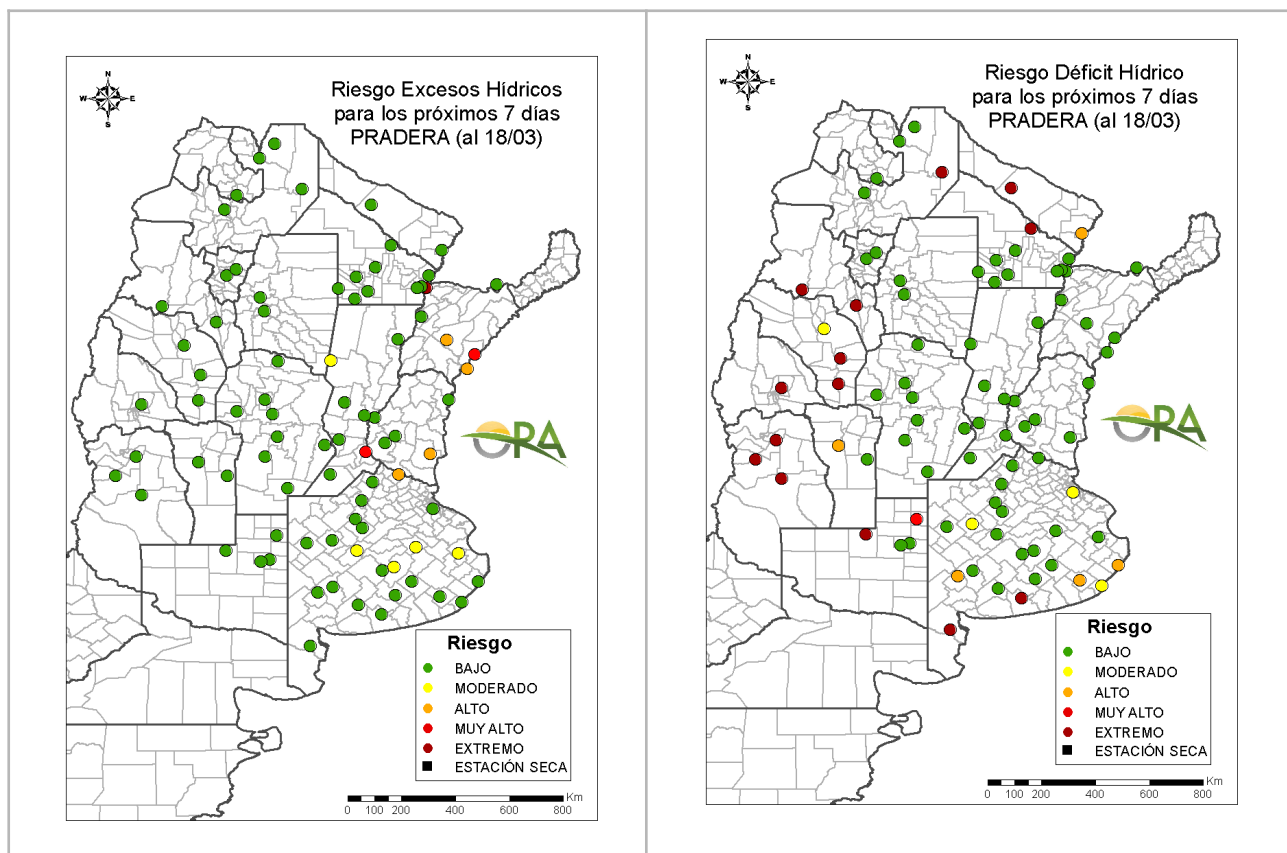 N
W E
S
Riesgo Excesos Hídricos
para los próximos 7 días
PRADERA (al 18/03)
RA
Riesgo
BAJO
MODERADO
ALTO
MUY ALTO
EXTREMO
ESTACIÓN SECA
Km
0 100 200 400 600 800
N
W E
S
Riesgo Déficit Hídrico
para los próximos 7 días
PRADERA (al 18/03)
RA
Riesgo
BAJO
MODERADO
ALTO
MUY ALTO
EXTREMO
ESTACIÓN SECA
Km
0 100 200 400 600 800